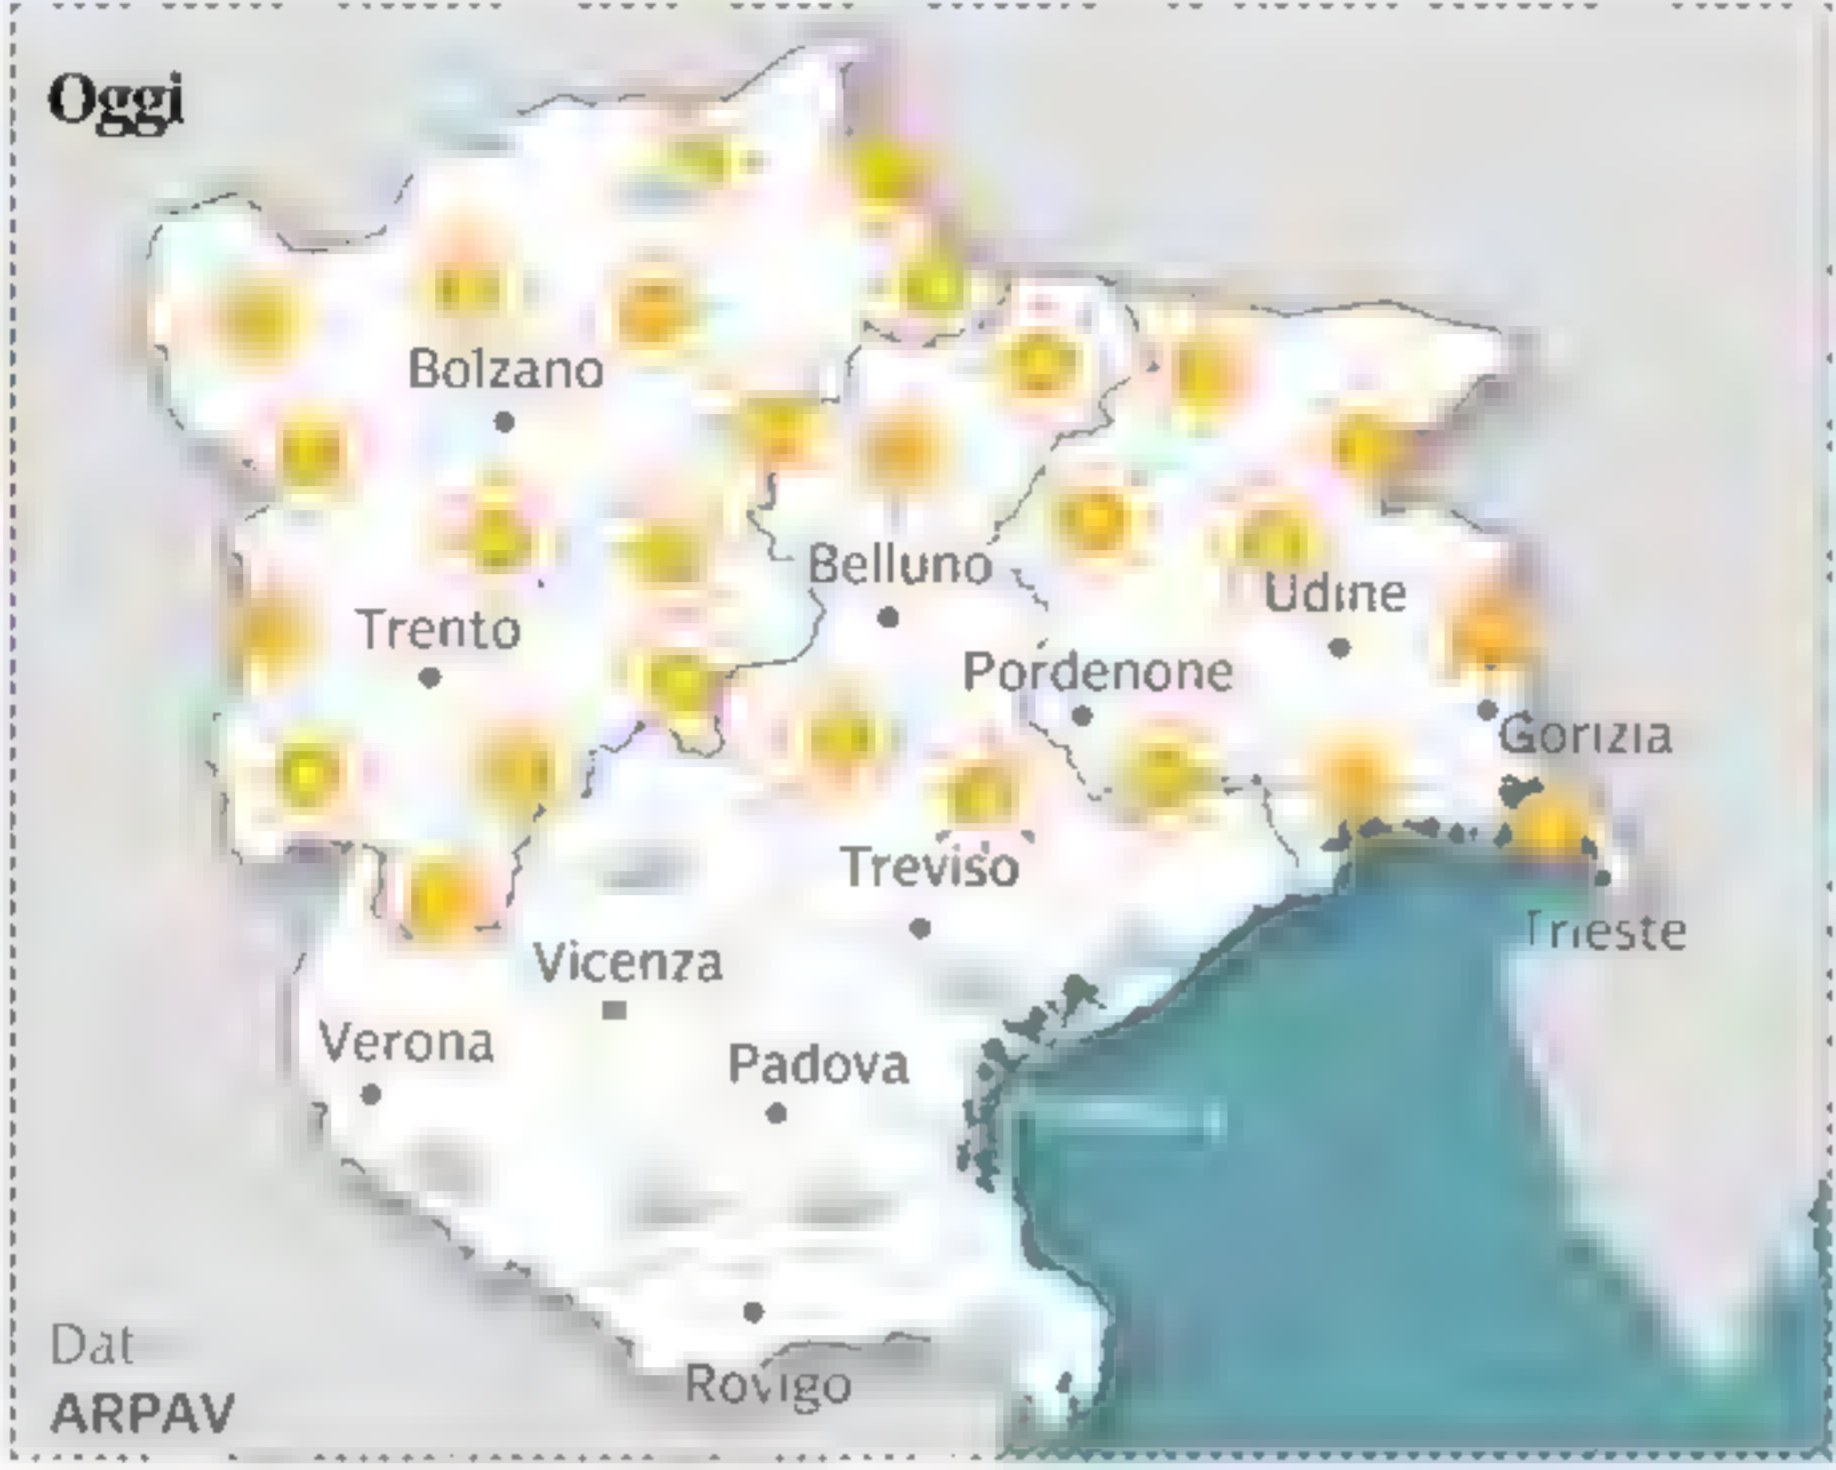 Oggi
Bolzano
Belluno
Udine
Trento
Pordenone
Gorizia
Treviso
Trieste
Vicenza
Verona
Padova
Rovigo
Dat
ARPAV